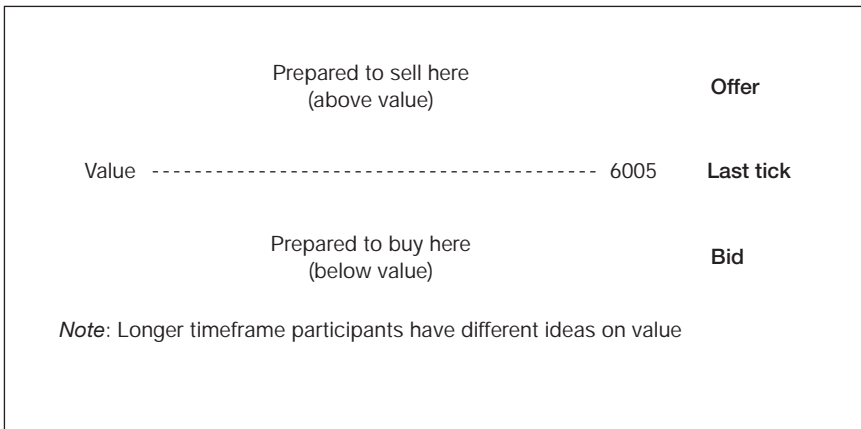 Prepared to sell here
(above value)
Offer
Value 6005 Last tick
Prepared to buy here
(below value)
Bid
Note: Longer timeframe participants have different ideas on value